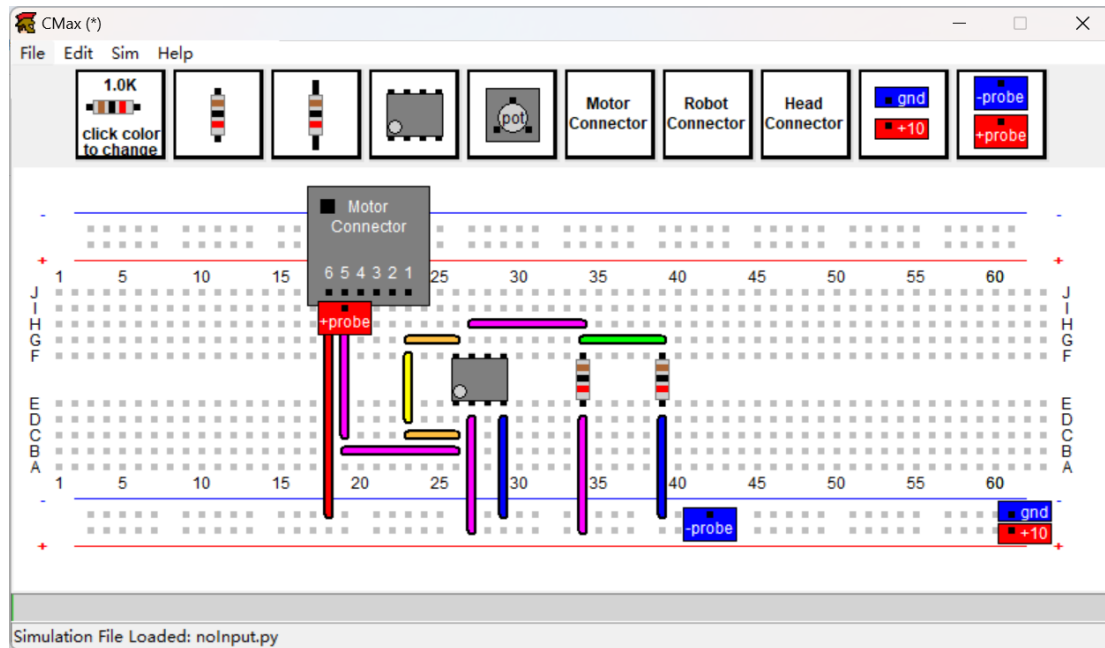 CMax (*)
File Edit Sim Help
1.0K
click color
to change
pot
Motor
Connector
Robot
Connector
Head
Connector
gnd
+10
-probe
+probe
Motor
Connector
6 5 4 3 2 1
- -
+ +
1 5 10 15 25 30 35 40 45 50 55 60
J J
I I
H H
+probe
G G
F F
E E
D D
C C
B B
A A
1 5 10 15 20 25 30 35 40 45 50 55 60
- -
gnd
-probe
+10
+ +
Simulation File Loaded: noInput.py